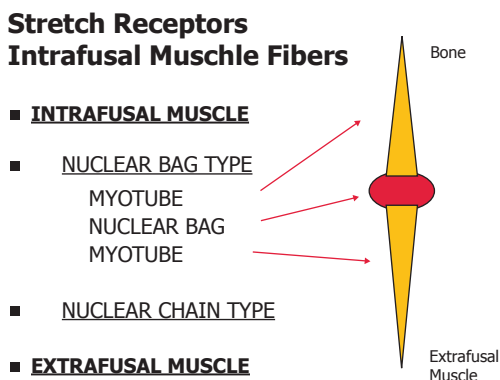 Stretch Receptors
Intrafusal Muschle Fibers
Bone
INTRAFUSAL MUSCLE
NUCLEAR BAG TYPE
MYOTUBE
NUCLEAR BAG
MYOTUBE
NUCLEAR CHAIN TYPE
EXTRAFUSAL MUSCLE
Extrafusal
Muscle